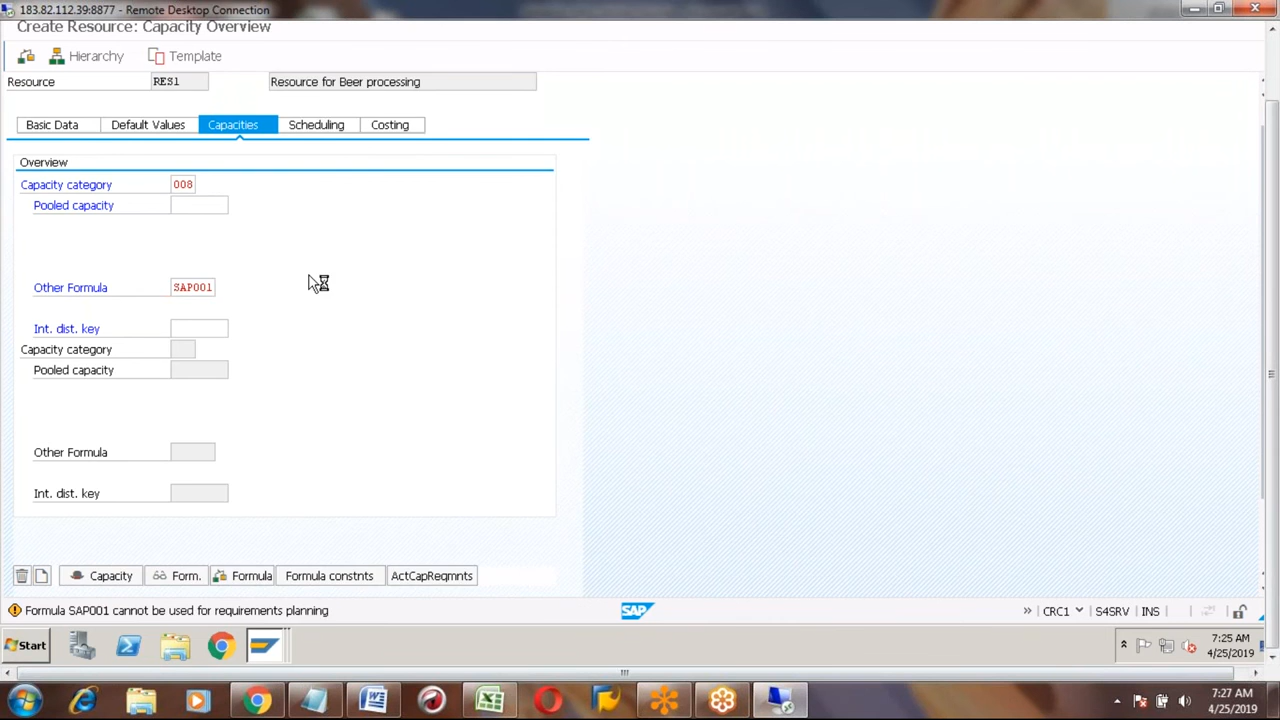 183.82.112.39:8877 - Remote Desktop Connection
Create Resource: Capacity Overview
Hierarchy Template
Resource RES1 Resource for Beer processing
Basic Data Default Values Capacities Scheduling Costing
Overview
Capacity category 008
Pooled capacity
Other Formula SAP001
Int. dist. key
Capacity category
Pooled capacity
Other Formula
Int. dist. key
Capacity Form. Formula Formula constnts ActCapReqmnts
Formula SAP001 cannot be used for requirements planning SAP » CRC1 S4SRV INS
Start 7:25 AM
4/25/2019
7:27 AM
4/25/2019